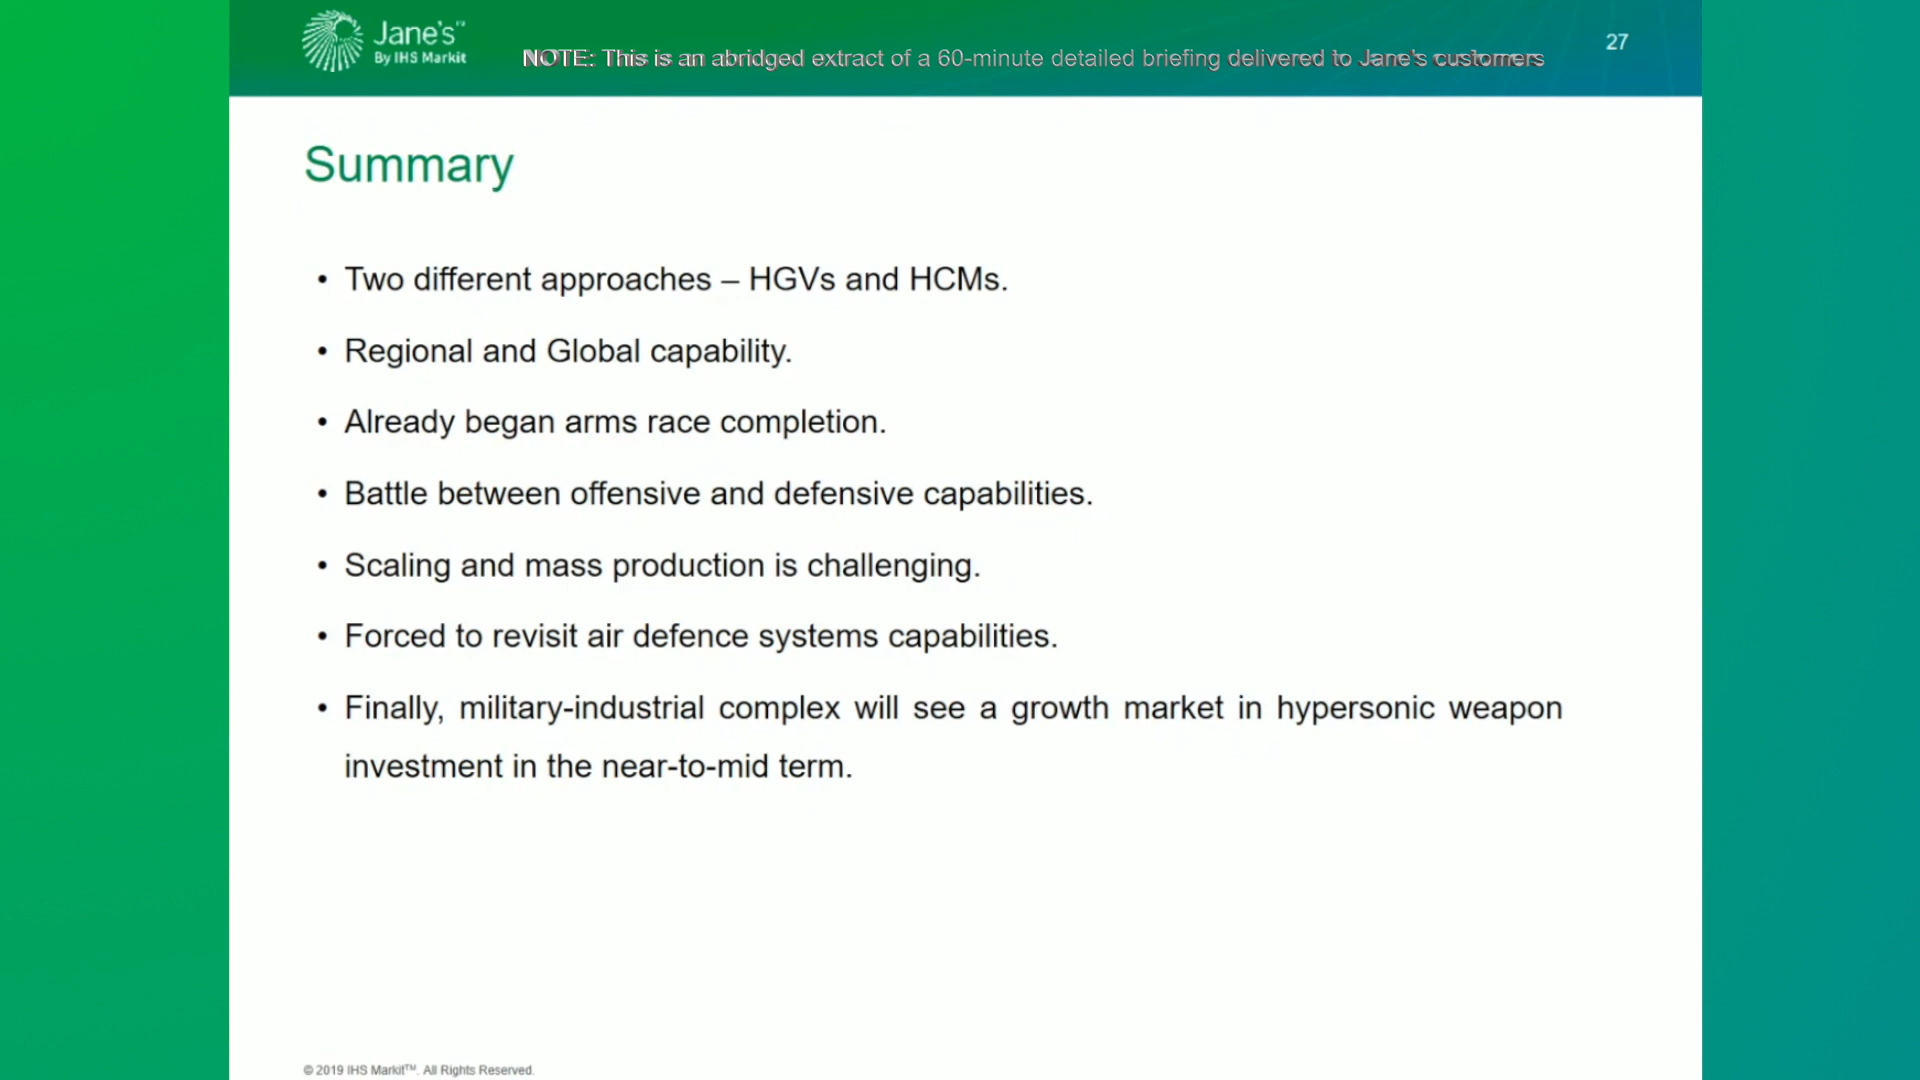 Jane's™
By IHS Markit
NOTE: This is an abridged extract of a 60-minute detailed briefing delivered to Jane's customers
27
Summary
• Two different approaches – HGVs and HCMs.
• Regional and Global capability.
• Already began arms race completion.
• Battle between offensive and defensive capabilities.
• Scaling and mass production is challenging.
• Forced to revisit air defence systems capabilities.
• Finally, military-industrial complex will see a growth market in hypersonic weapon
investment in the near-to-mid term.
© 2019 IHS Markit™. All Rights Reserved.